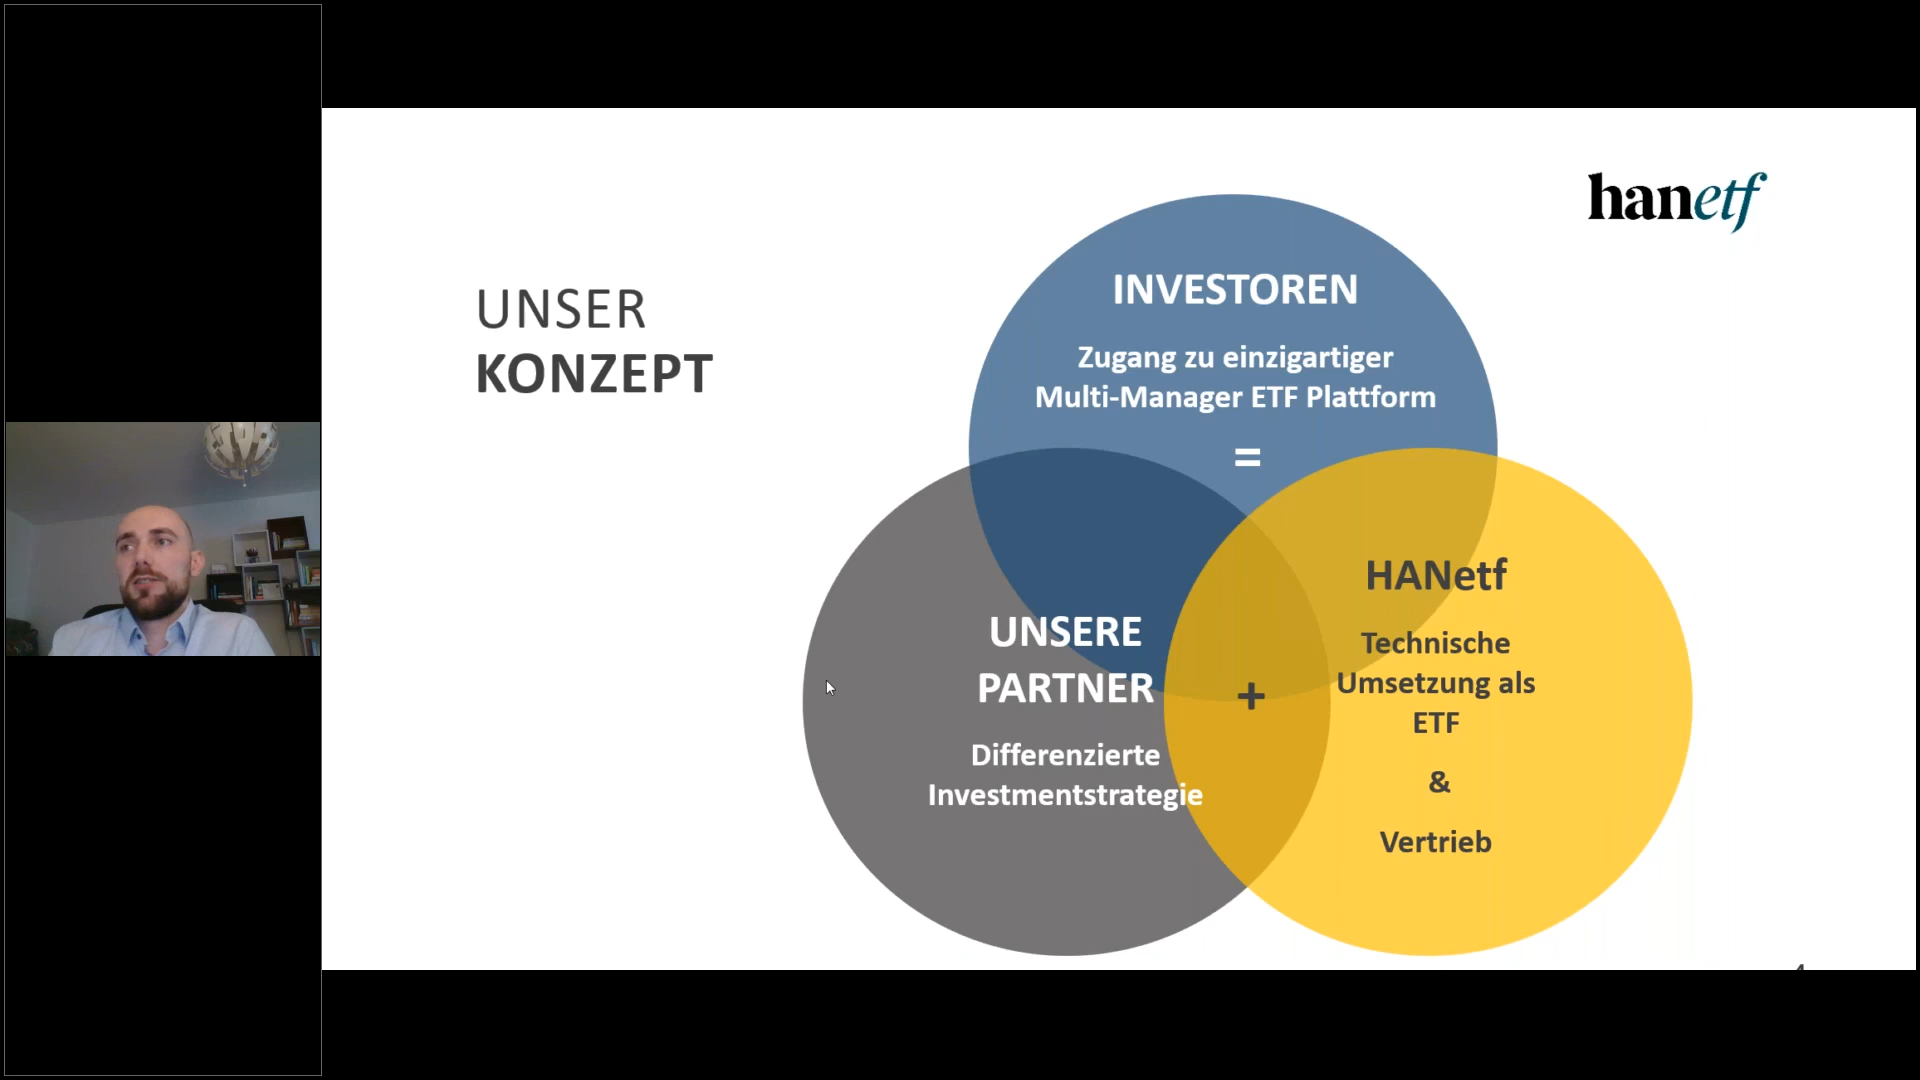 hanetf
UNSER
KONZEPT
INVESTOREN
Zugang zu einzigartiger
Multi-Manager ETF Plattform
=
UNSERE
PARTNER
Differenzierte
Investmentstrategie
+
HANetf
Technische
Umsetzung als
ETF
&
Vertrieb